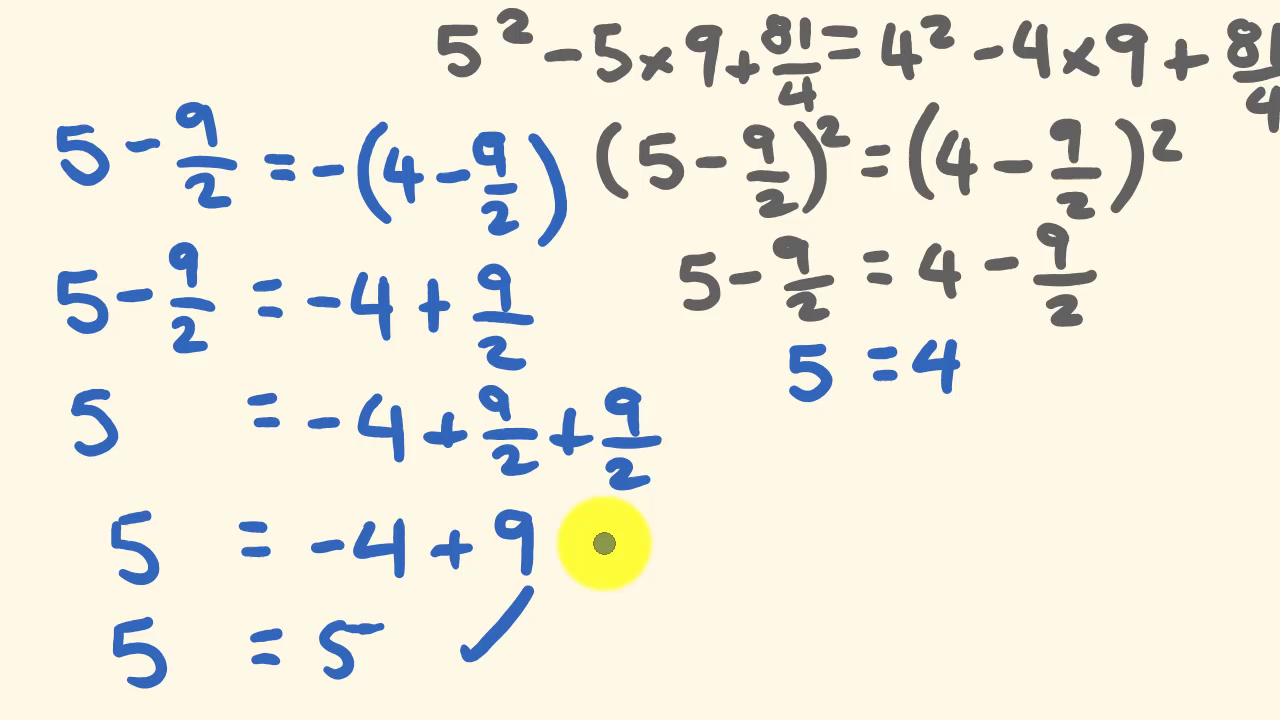 5² - 5 × 9 + 81/4 = 4² - 4 × 9 + 81/4
(5 - 9/2)² = (4 - 9/2)²
5 - 9/2 = 4 - 9/2
5 = 4
5 - 9/2 = -(4 - 9/2)
5 - 9/2 = -4 + 9/2
5 = -4 + 9/2 + 9/2
5 = -4 + 9
5 = 5 ✓